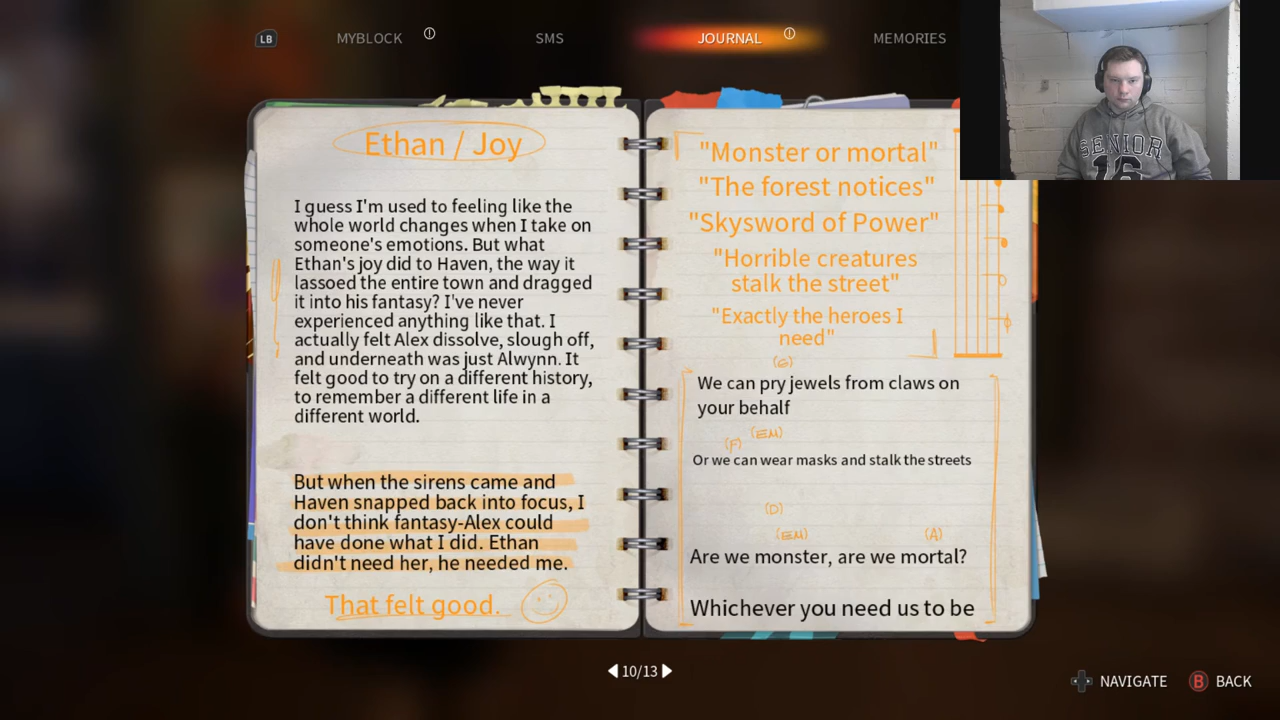 LB
MYBLOCK
SMS
JOURNAL
MEMORIES
Ethan / Joy
I guess I'm used to feeling like the
whole world changes when I take on
someone's emotions. But what
Ethan's joy did to Haven, the way it
lassoed the entire town and dragged
it into his fantasy? I've never
experienced anything like that. I
actually felt Alex dissolve, slough off,
and underneath was just Alwynn. It
felt good to try on a different history,
to remember a different life in a
different world.
But when the sirens came and
Haven snapped back into focus, I
don't think fantasy-Alex could
have done what I did. Ethan
didn't need her, he needed me.
That felt good.
"Monster or mortal"
"The forest notices"
"Skysword of Power"
"Horrible creatures
stalk the street"
"Exactly the heroes I
need"
(G)
We can pry jewels from claws on
your behalf
(F) (EM)
Or we can wear masks and stalk the streets
(D)
(EM) (A)
Are we monster, are we mortal?
Whichever you need us to be
SENIOR
16
10/13
NAVIGATE
B BACK